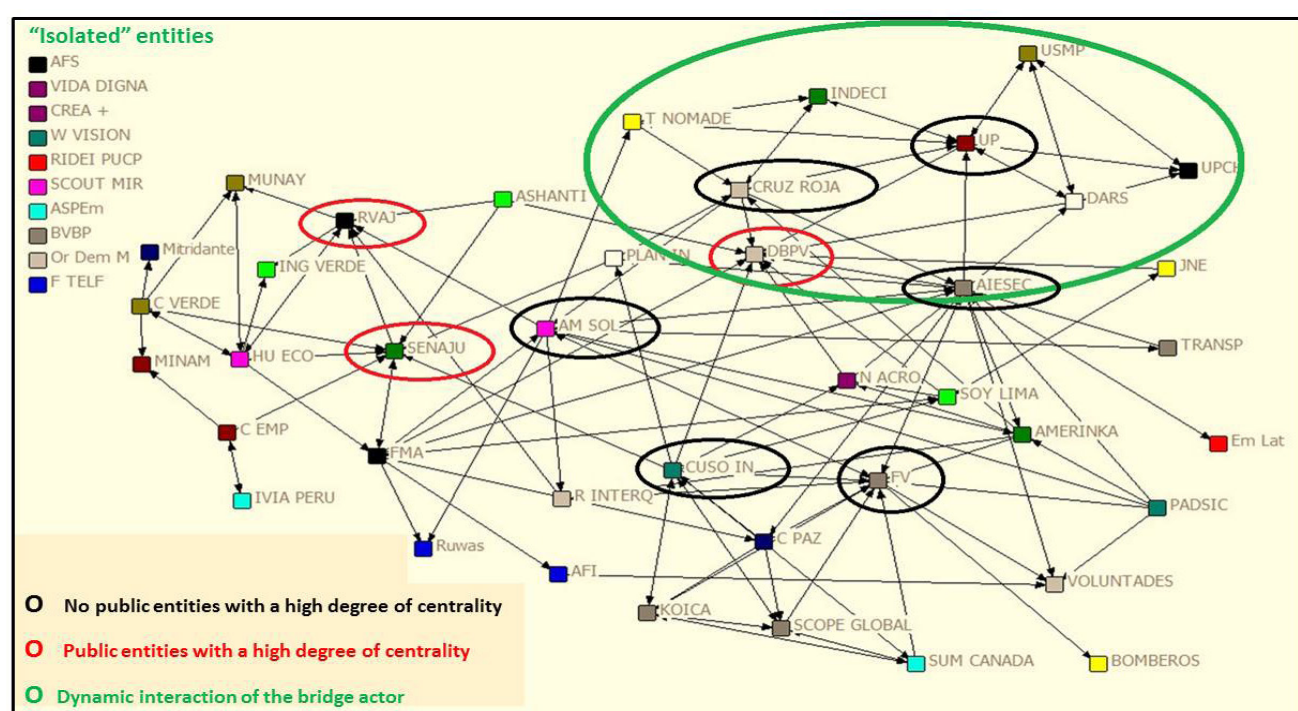 “Isolated” entities
AFS
VIDA DIGNA
CREA +
W VISION
RIDEI PUCP
SCOUT MIR
ASPEm
BVBP
Or Dem M
F TELF
USMP
INDECI
T NOMADE
UP
UPCH
CRUZ ROJA
DARS
MUNAY
ASHANTI
RVAJ
Mitridante
PLAN IN
DBPV
ING VERDE
JNE
AIESEC
C VERDE
AM SOL
SENAJU
TRANSP
MINAM
HU ECO
N ACRO
SOY LIMA
C EMP
AMERINKA
Em Lat
FMA
CUSO IN
FV
IVIA PERU
R INTERQ
PADSIC
Ruwas
C PAZ
AFI
VOLUNTADES
KOICA
SCOPE GLOBAL
SUM CANADA
BOMBEROS
O No public entities with a high degree of centrality
O Public entities with a high degree of centrality
O Dynamic interaction of the bridge actor